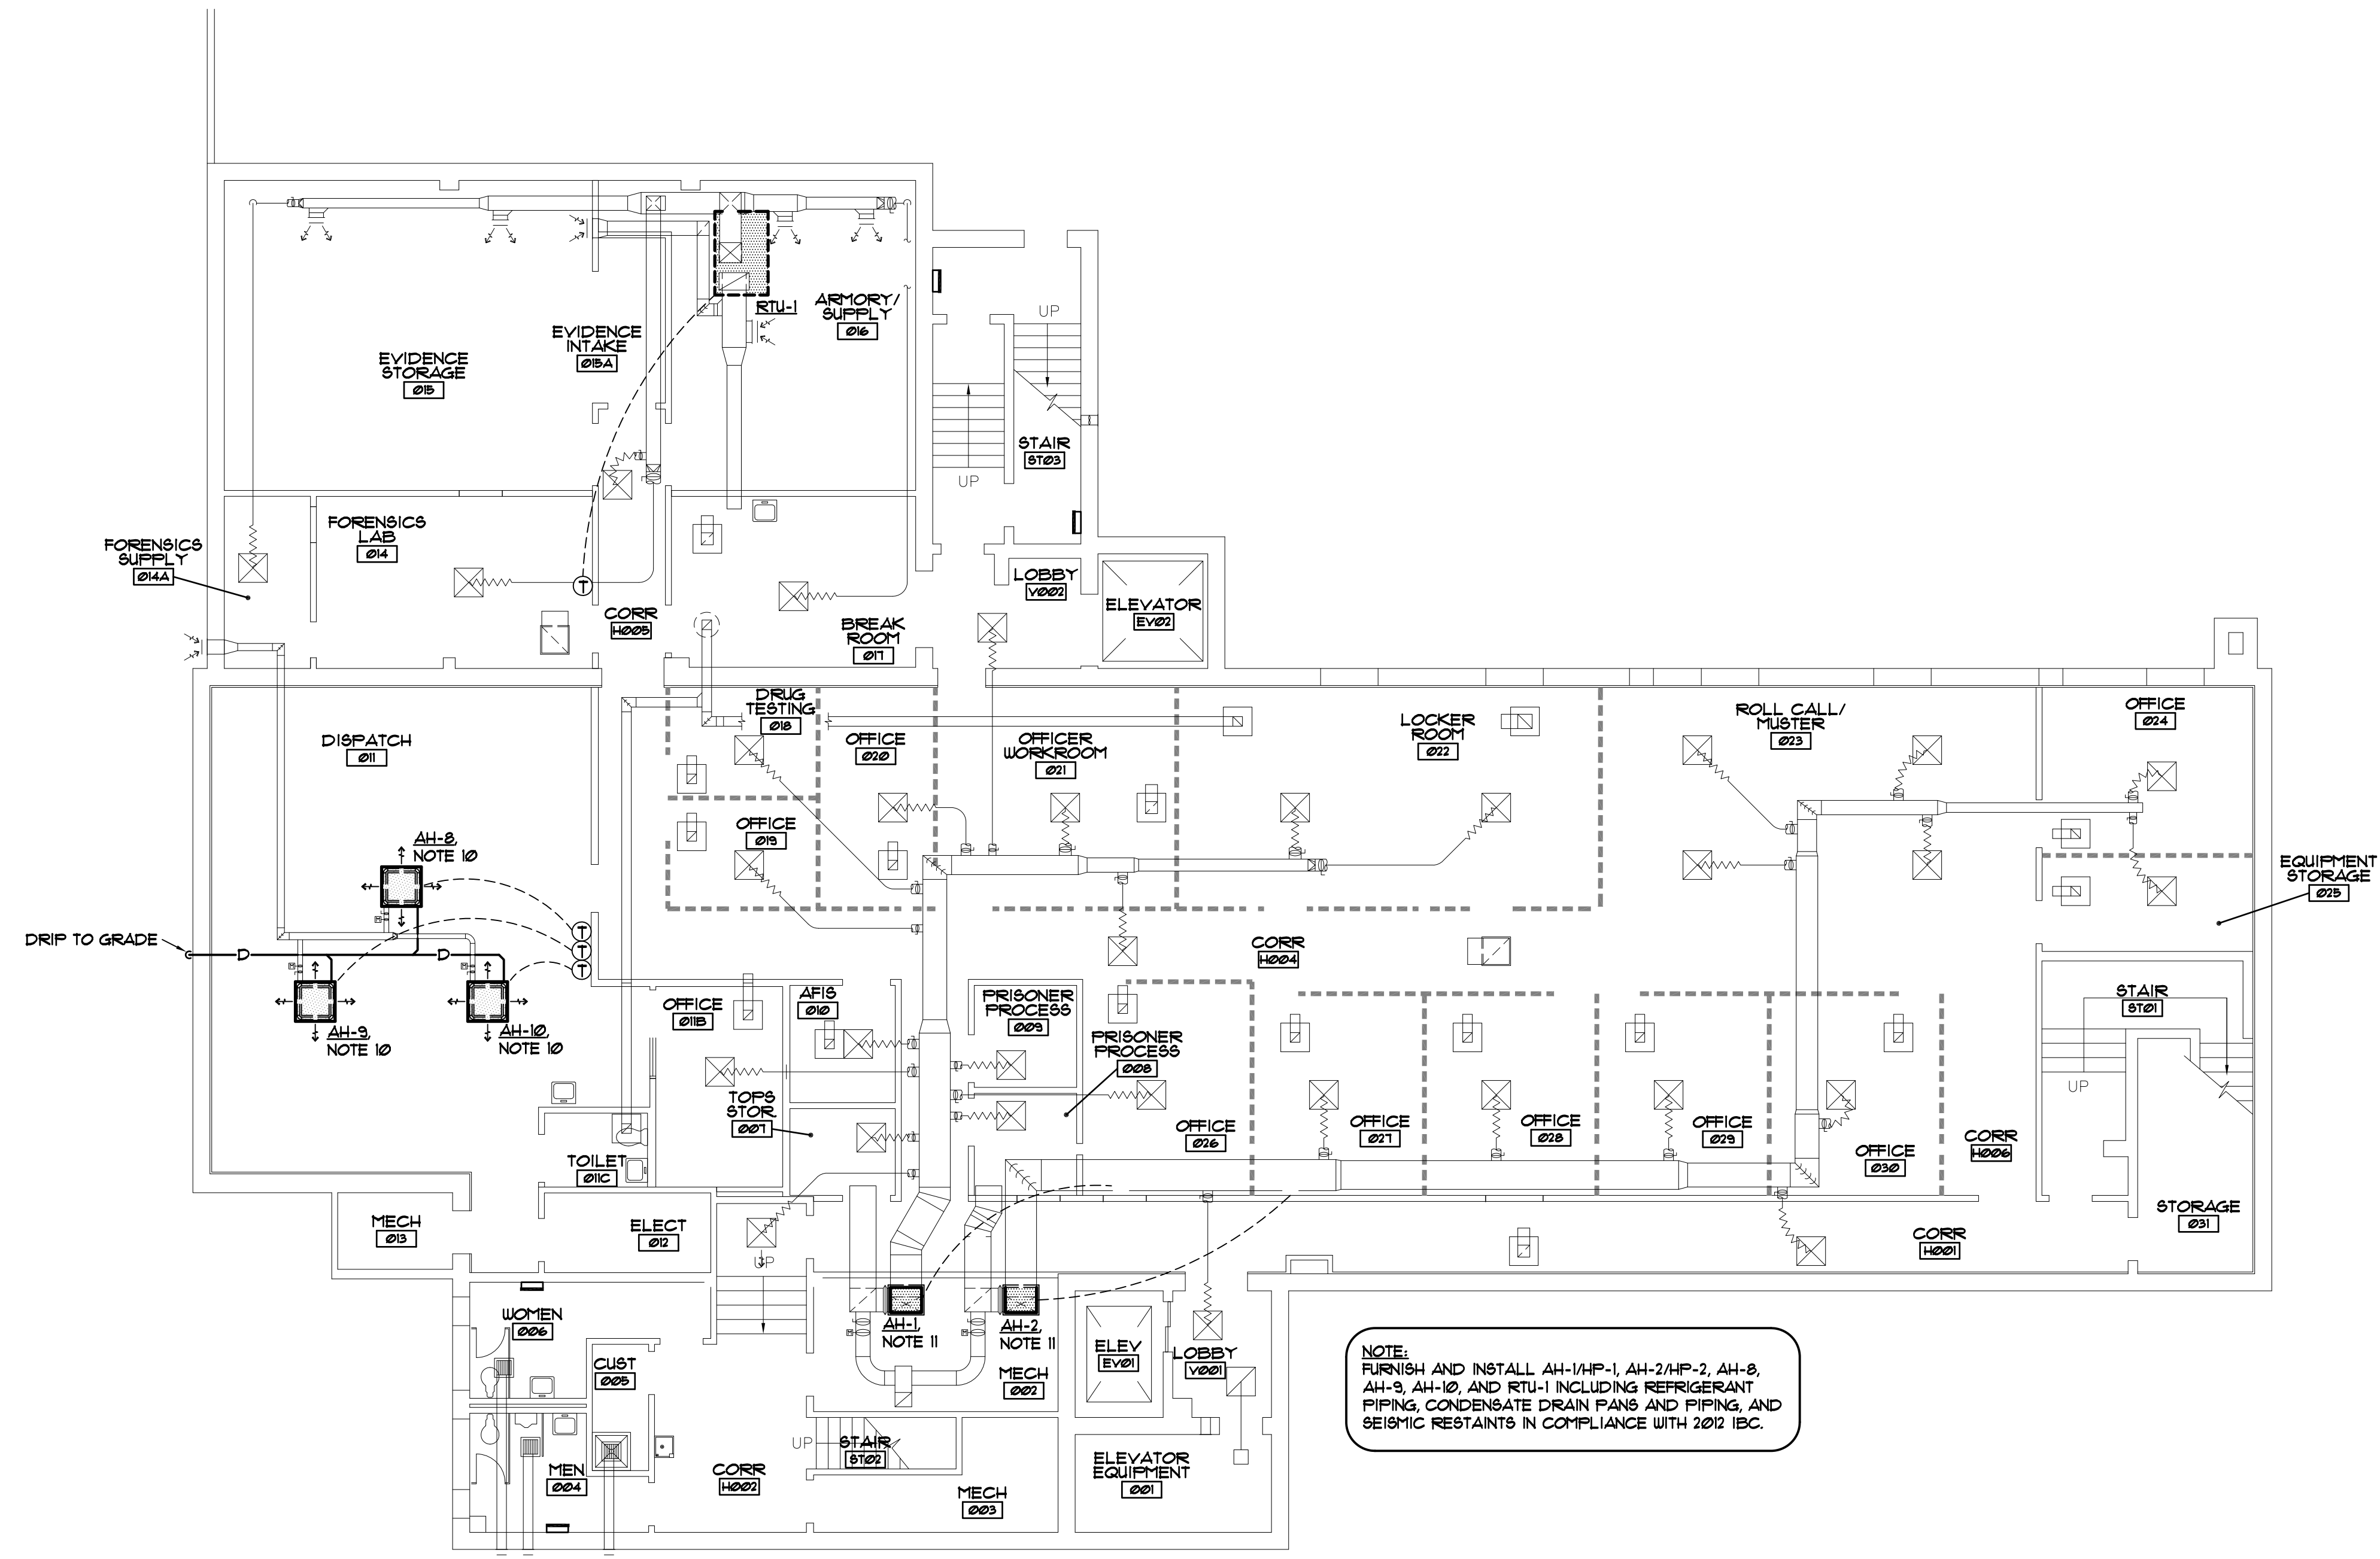 RTU-1
ARMORY/
SUPPLY
016
UP
EVIDENCE
INTAKE
015A
EVIDENCE
STORAGE
015
STAIR
ST03
UP
FORENSICS
LAB
014
FORENSICS
SUPPLY
014A
T
LOBBY
V002
ELEVATOR
EV02
CORR
H005
BREAK
ROOM
017
DRUG
TESTING
018
DISPATCH
011
OFFICE
020
OFFICER
WORKROOM
021
LOCKER
ROOM
022
ROLL CALL/
MUSTER
023
OFFICE
024
OFFICE
019
AH-8,
NOTE 10
EQUIPMENT
STORAGE
025
T
T
T
DRIP TO GRADE
D
D
CORR
H004
AH-9,
NOTE 10
AH-10,
NOTE 10
OFFICE
011B
AFIS
010
PRISONER
PROCESS
009
PRISONER
PROCESS
008
STAIR
ST01
UP
TOPS
STOR.
007
OFFICE
026
OFFICE
027
OFFICE
028
OFFICE
029
OFFICE
030
CORR
H006
TOILET
011C
MECH
013
ELECT
012
UP
CORR
H001
STORAGE
031
WOMEN
006
AH-1,
NOTE 11
AH-2,
NOTE 11
MECH
002
ELEV
EV01
LOBBY
V001
CUST
005
NOTE:
FURNISH AND INSTALL AH-1/HP-1, AH-2/HP-2, AH-8,
AH-9, AH-10, AND RTU-1 INCLUDING REFRIGERANT
PIPING, CONDENSATE DRAIN PANS AND PIPING, AND
SEISMIC RESTAINTS IN COMPLIANCE WITH 2012 IBC.
UP
STAIR
ST02
MEN
004
CORR
H002
MECH
003
ELEVATOR
EQUIPMENT
001